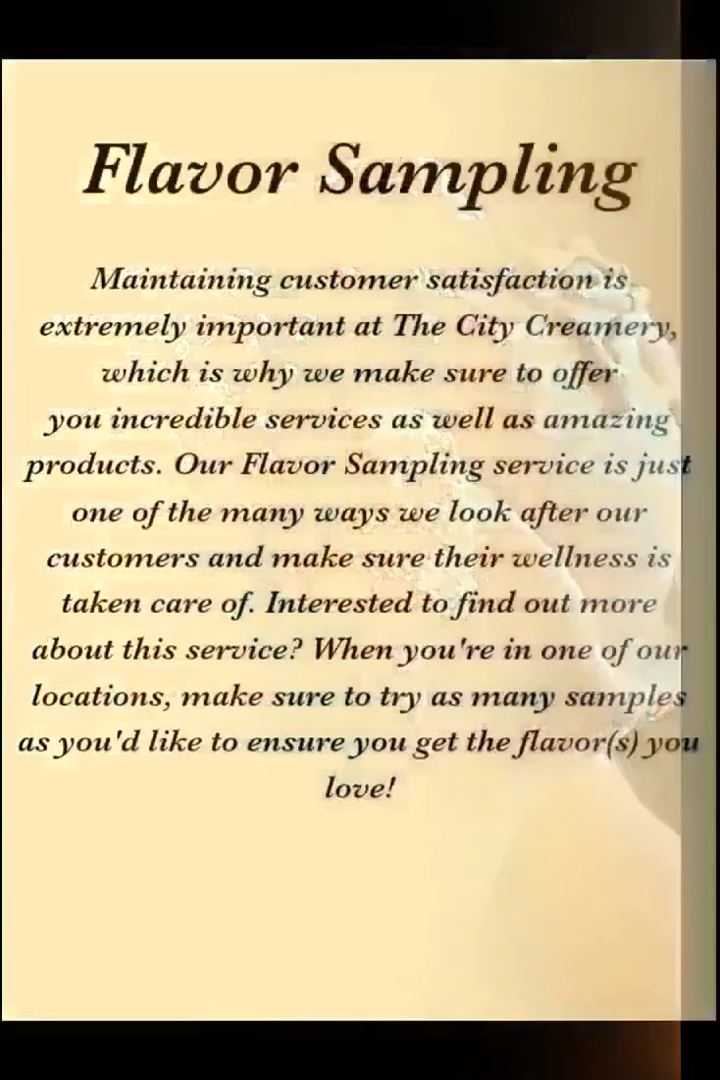 Flavor Sampling
Maintaining customer satisfaction is
extremely important at The City Creamery,
which is why we make sure to offer
you incredible services as well as amazing
products. Our Flavor Sampling service is just
one of the many ways we look after our
customers and make sure their wellness is
taken care of. Interested to find out more
about this service? When you're in one of our
locations, make sure to try as many samples
as you'd like to ensure you get the flavor(s) you
love!